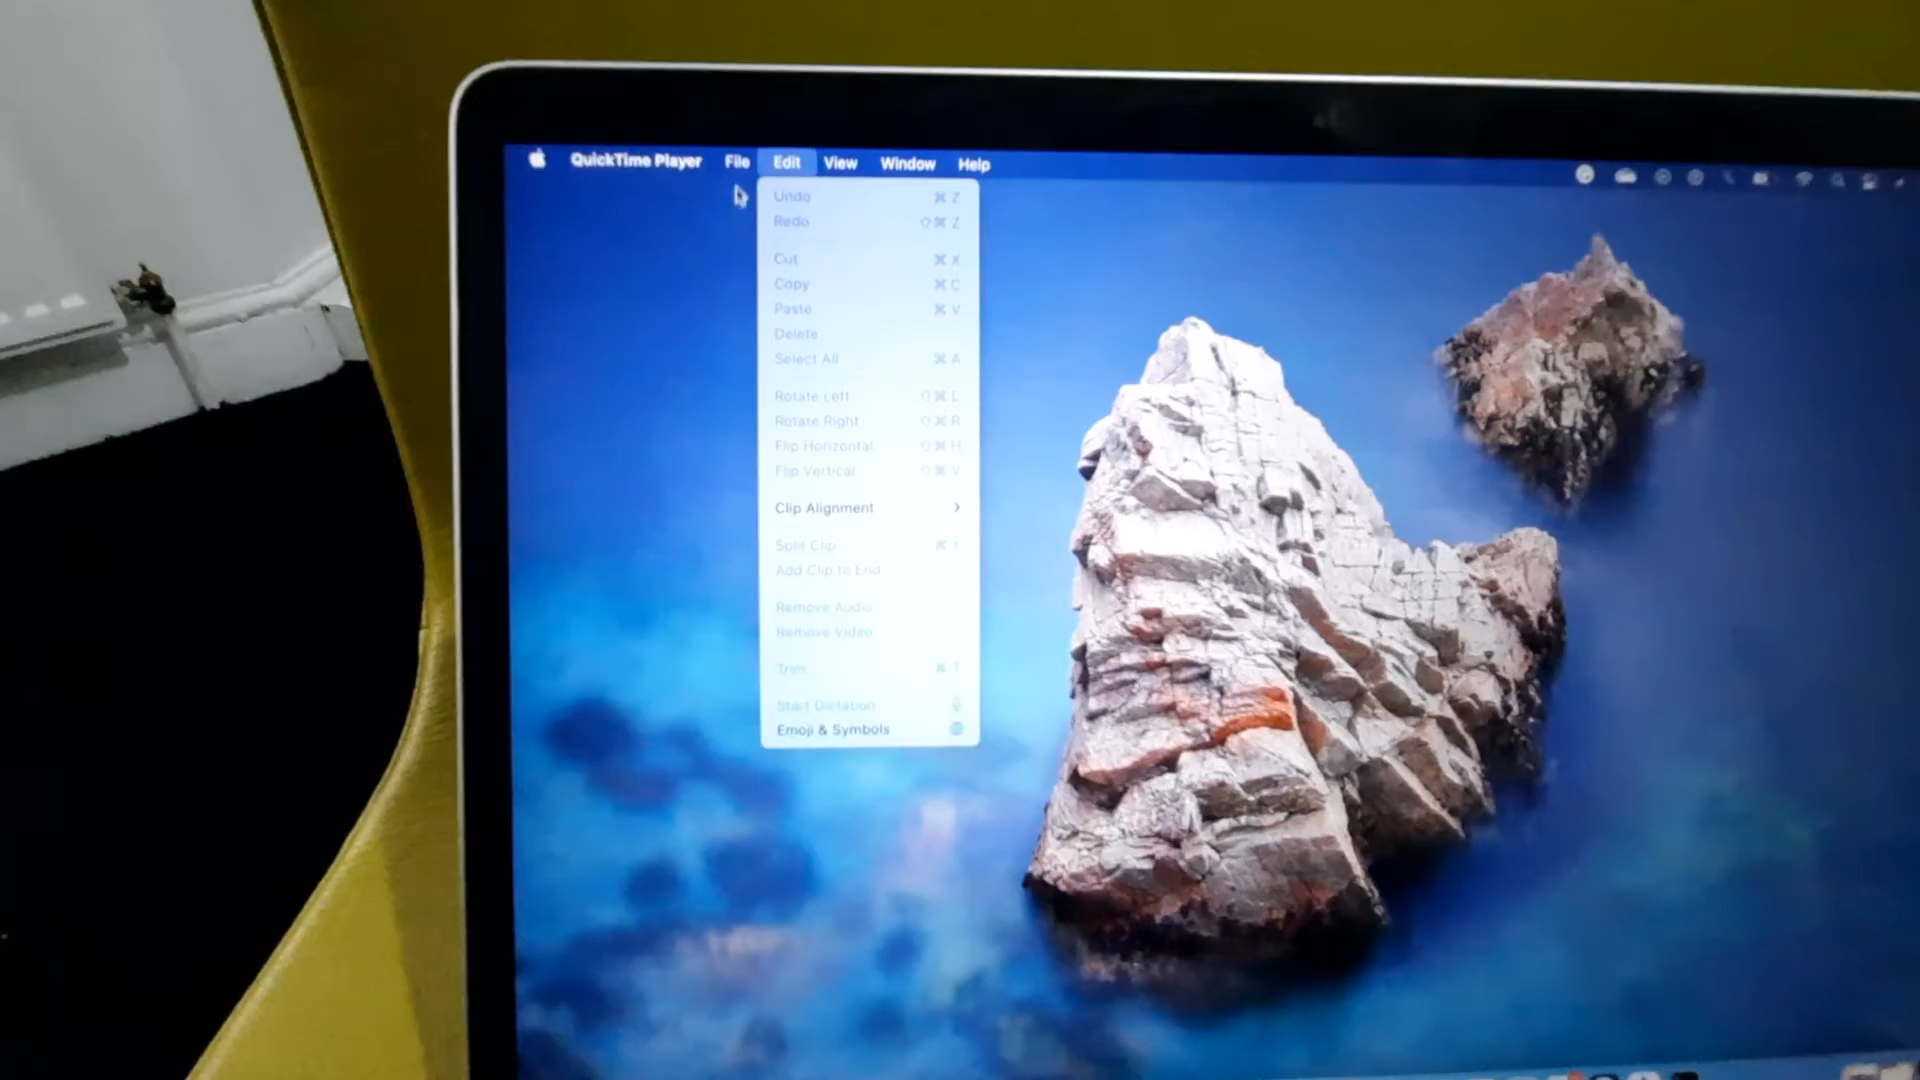 QuickTime Player File Edit View Window Help
Undo ⌘ Z
Redo ⇧ ⌘ Z
Cut ⌘ X
Copy ⌘ C
Paste ⌘ V
Delete
Select All ⌘ A
Rotate Left ⇧ ⌘ L
Rotate Right ⇧ ⌘ R
Flip Horizontal ⇧ ⌘ H
Flip Vertical ⇧ ⌘ V
Clip Alignment >
Split Clip ⌘ Y
Add Clip to End
Remove Audio
Remove Video
Trim ⌘ T
Start Dictation
Emoji & Symbols